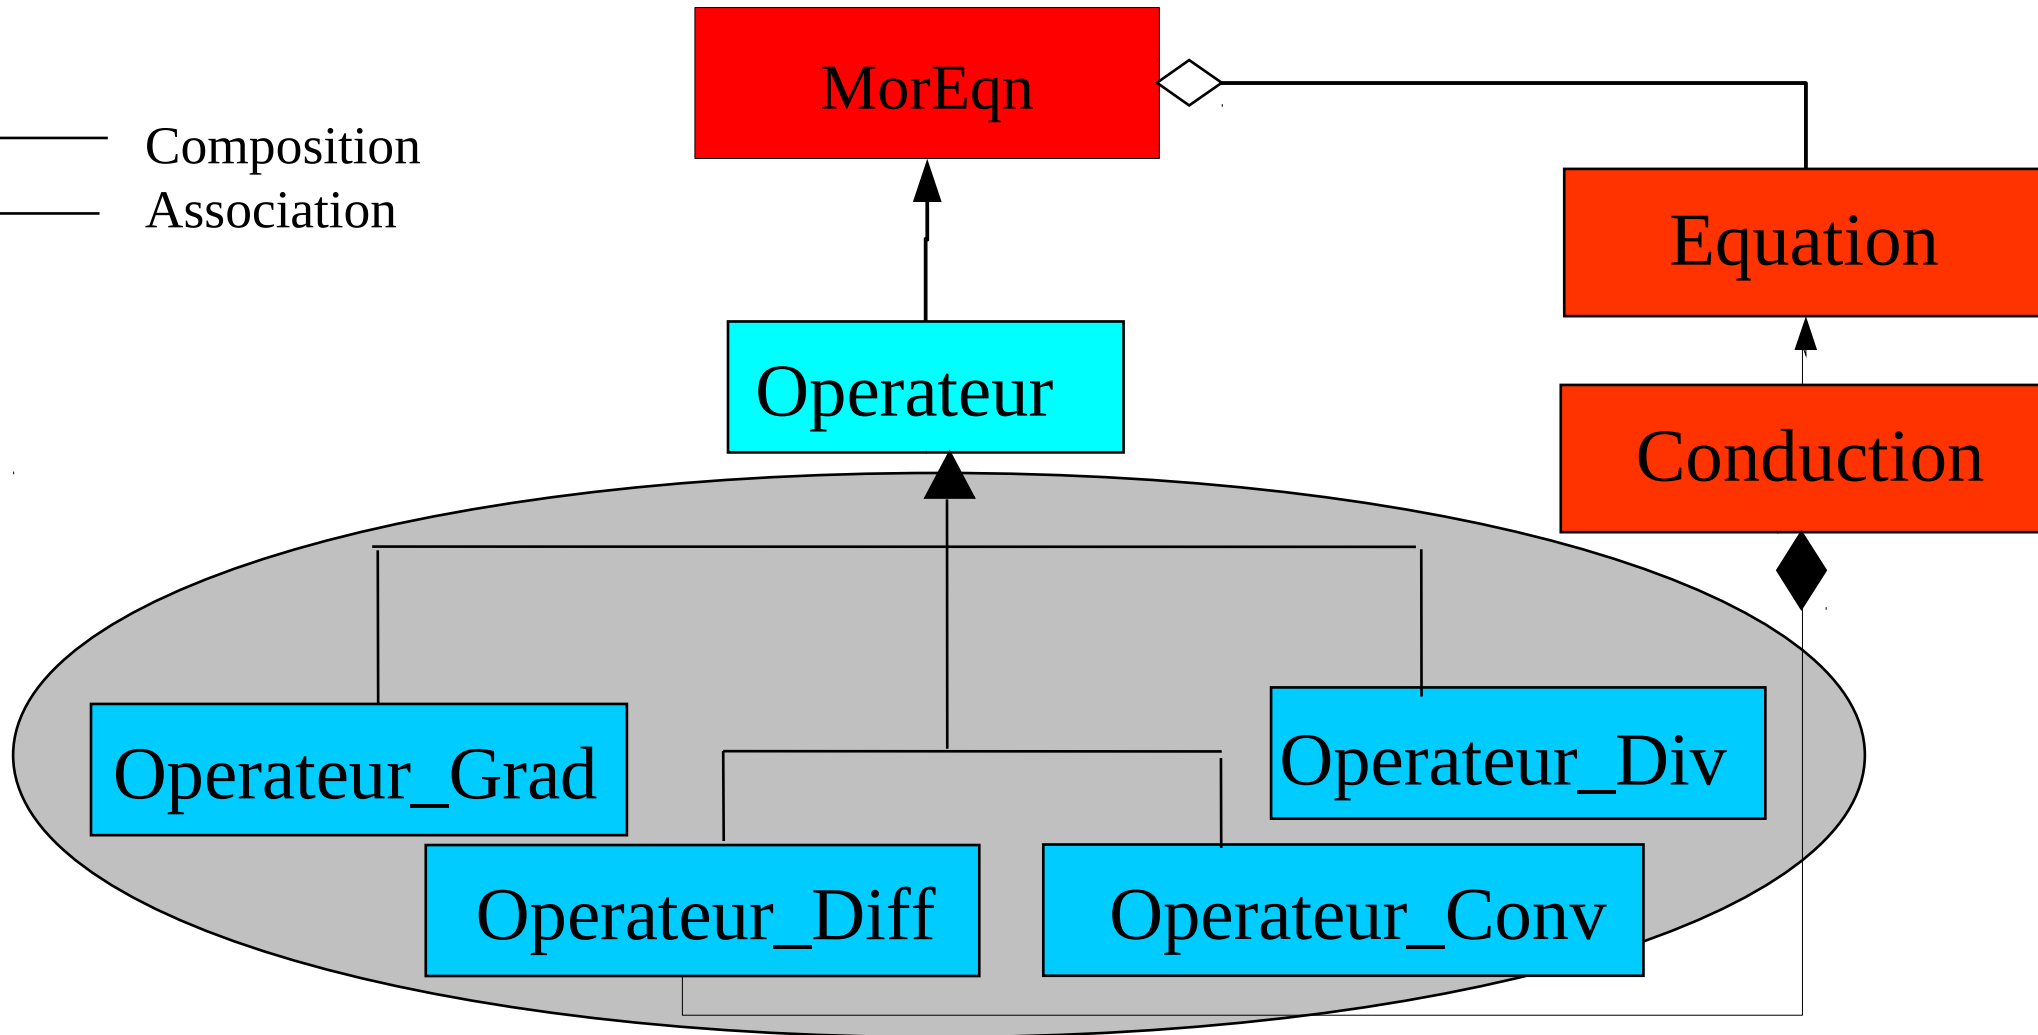 MorEqn
Composition
Association
Equation
Operateur
Conduction
Operateur_Grad
Operateur_Div
Operateur_Diff
Operateur_Conv